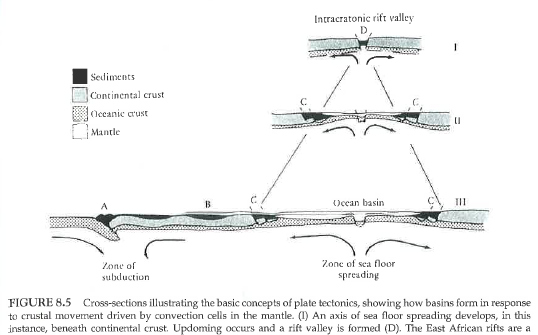 Intracratonic rift valley
D
I
Sediments
Continental crust
Oceanic crust
Mantle
C
C
II
A
B
C
Ocean basin
C
III
Zone of
subduction
Zone of sea floor
spreading
FIGURE 8.5 Cross-sections illustrating the basic concepts of plate tectonics, showing how basins form in response
to crustal movement driven by convection cells in the mantle. (I) An axis of sea floor spreading develops, in this
instance, beneath continental crust. Updoming occurs and a rift valley is formed (D). The East African rifts are a